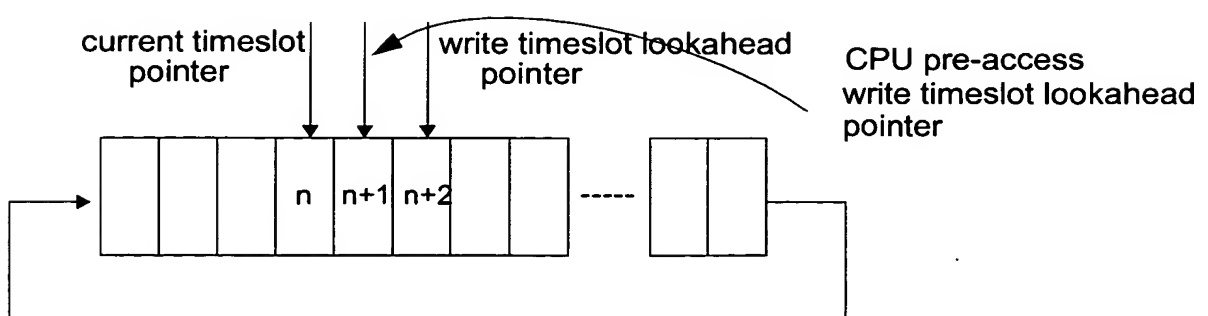 current timeslot
pointer
write timeslot lookahead
pointer
CPU pre-access
write timeslot lookahead
pointer
n
n+1
n+2